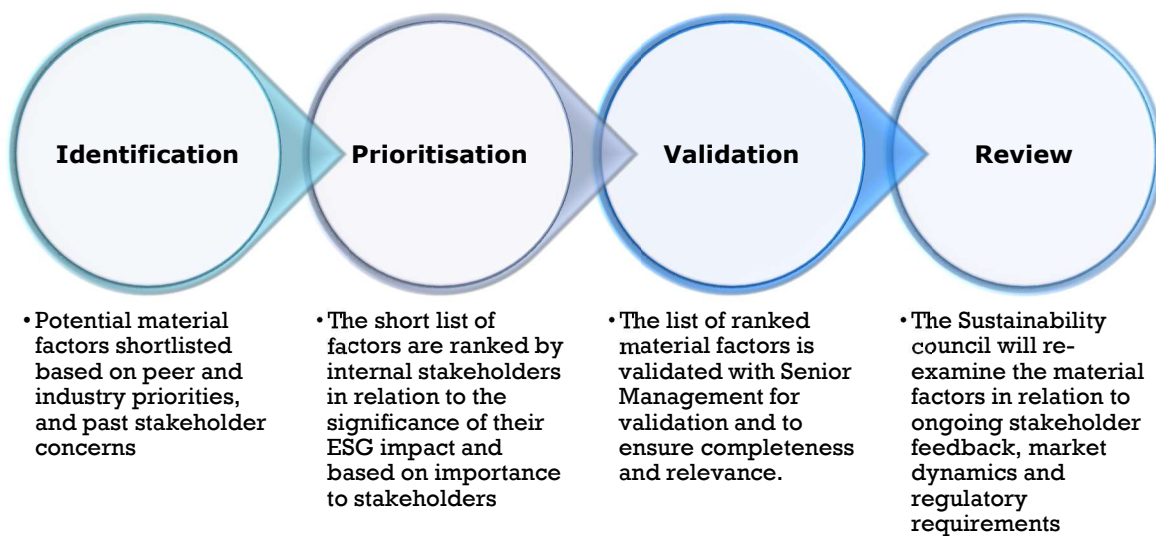 Identification
Prioritisation
Validation
Review
• Potential material
factors shortlisted
based on peer and
industry priorities,
and past stakeholder
concerns
• The short list of
factors are ranked by
internal stakeholders
in relation to the
significance of their
ESG impact and
based on importance
to stakeholders
• The list of ranked
material factors is
validated with Senior
Management for
validation and to
ensure completeness
and relevance.
• The Sustainability
council will re-
examine the material
factors in relation to
ongoing stakeholder
feedback, market
dynamics and
regulatory
requirements